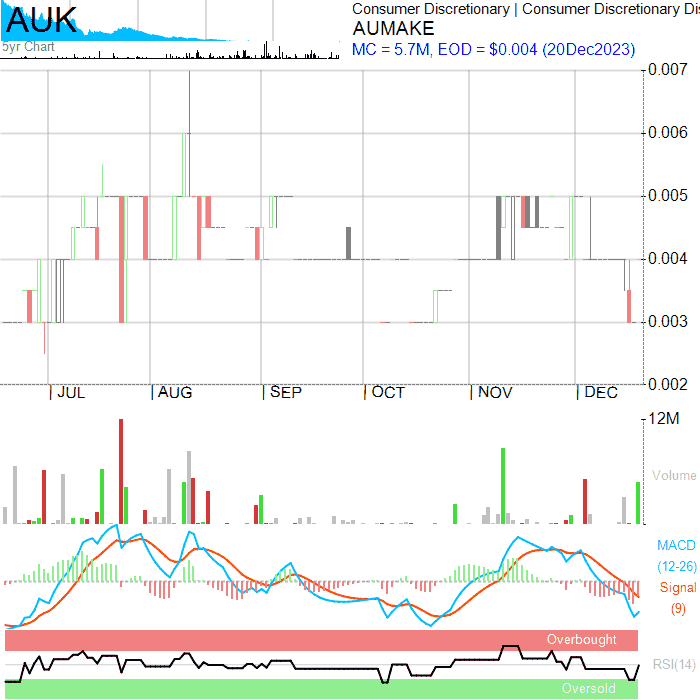 AUK
5yr Chart
Consumer Discretionary | Consumer Discretionary Dis
AUMAKE
MC = 5.7M, EOD = $0.004 (20Dec2023)
0.007
0.006
0.005
0.004
0.003
0.002
JUL
AUG
SEP
OCT
NOV
DEC
12M
Volume
MACD
(12-26)
Signal
(9)
Overbought
RSI(14)
Oversold